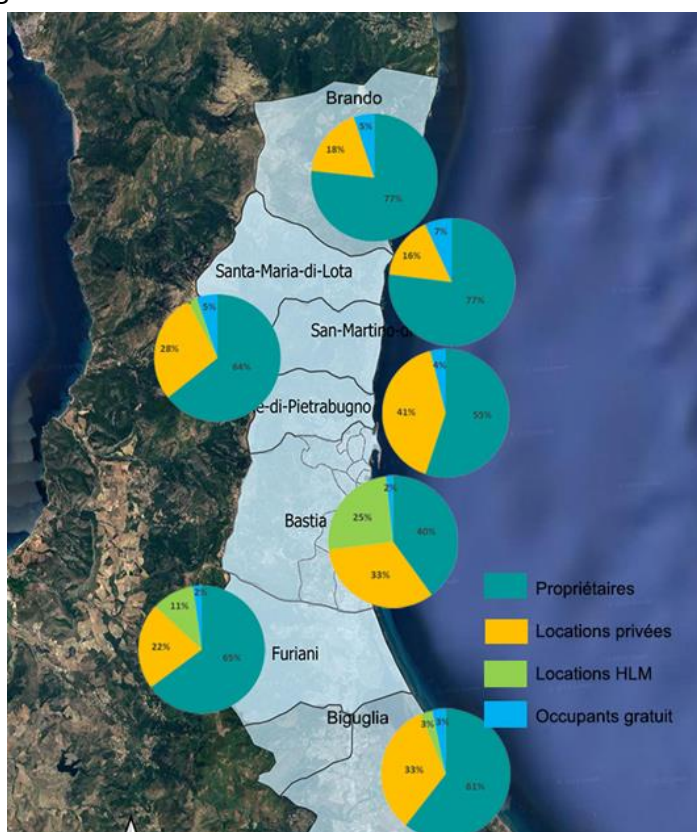 Brando
5%
18%
77%
7%
16%
77%
Santa-Maria-di-Lota
5%
28%
64%
San-Martino-di
4%
41%
55%
e-di-Pietrabugno
2%
25%
40%
33%
Bastia
2%
11%
22%
65%
Furiani
Biguglia
3%
3%
33%
61%
Propriétaires
Locations privées
Locations HLM
Occupants gratuit